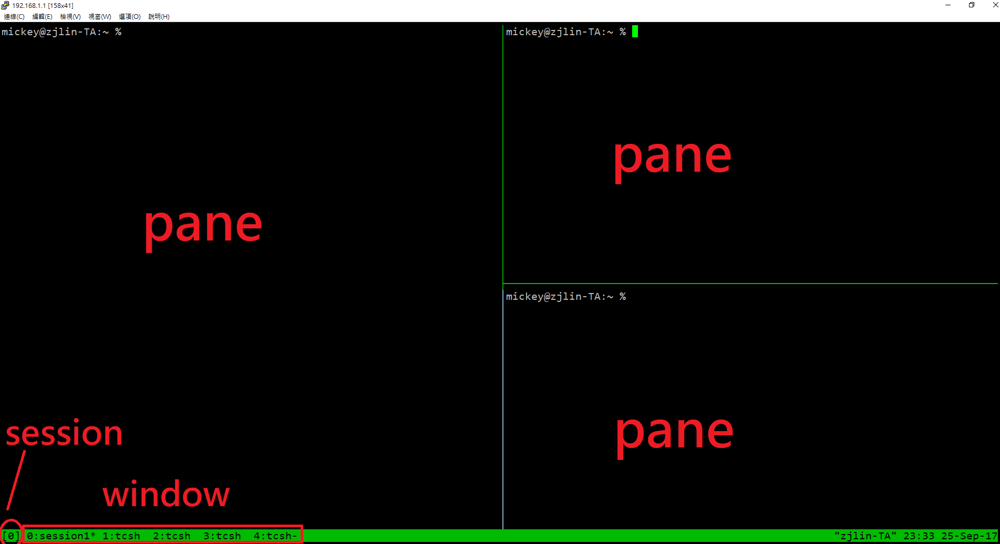 192.168.1.1 [158x41]
連線(C) 編輯(E) 檢視(V) 視窗(W) 選項(O) 說明(H)
mickey@zjlin-TA:~ %
mickey@zjlin-TA:~ %
pane
pane
mickey@zjlin-TA:~ %
pane
session
window
[0] 0:session1* 1:tcsh 2:tcsh 3:tcsh 4:tcsh- "zjlin-TA" 23:33 25-Sep-17